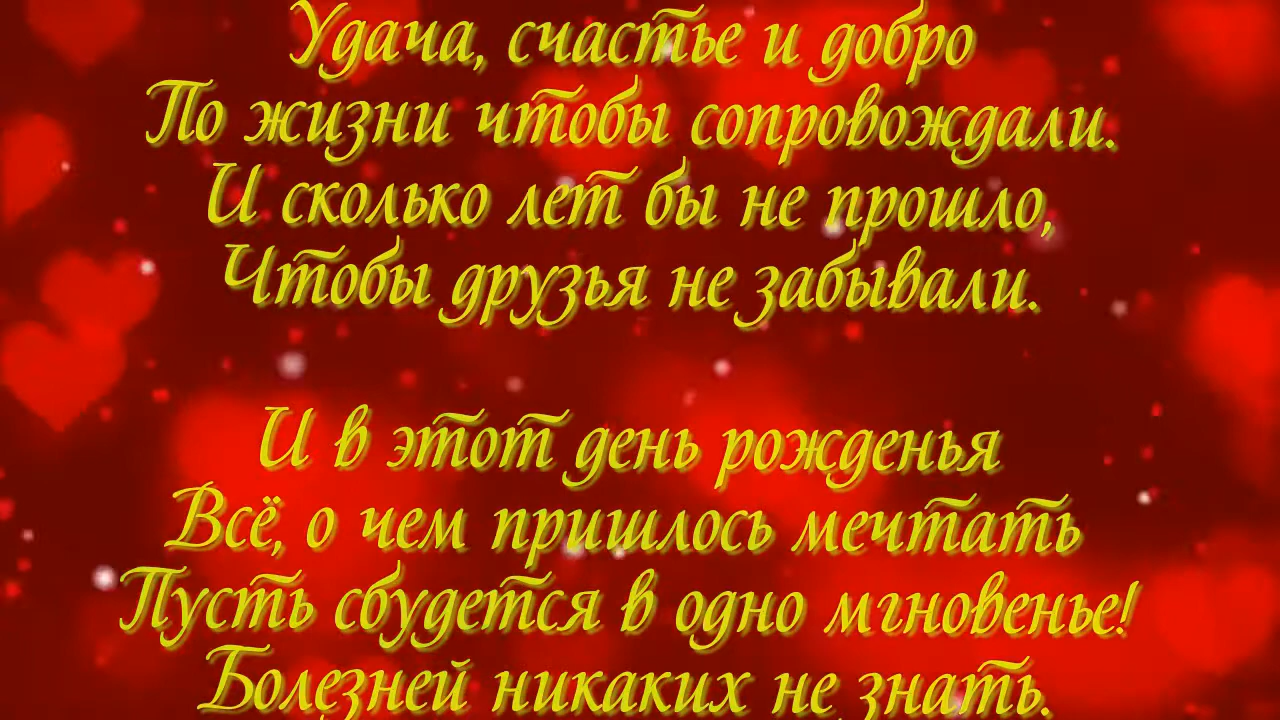 Удача, счастье и добро
По жизни чтобы сопровождали.
И сколько лет бы не прошло,
Чтобы друзья не забывали.
И в этот день рожденья
Всё, о чем пришлось мечтать
Пусть сбудется в одно мгновенье!
Болезней никаких не знать.